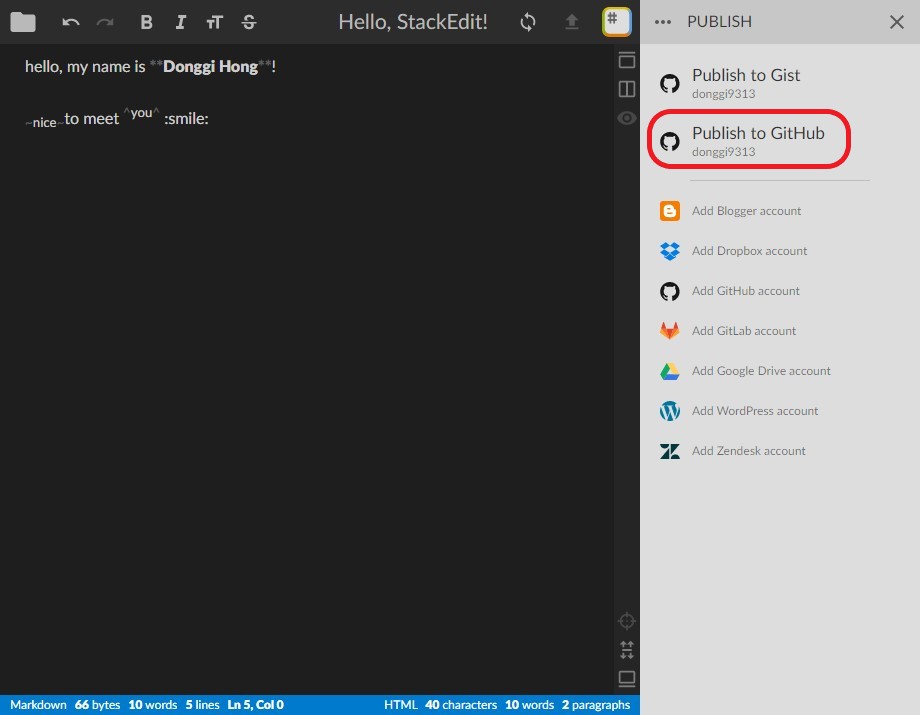 B I тT S Hello, StackEdit! #
hello, my name is **Donggi Hong**!
~nice~to meet ^you^ :smile:
Markdown 66 bytes 10 words 5 lines Ln 5, Col 0 HTML 40 characters 10 words 2 paragraphs
••• PUBLISH
Publish to Gist
donggi9313
Publish to GitHub
donggi9313
Add Blogger account
Add Dropbox account
Add GitHub account
Add GitLab account
Add Google Drive account
Add WordPress account
Add Zendesk account